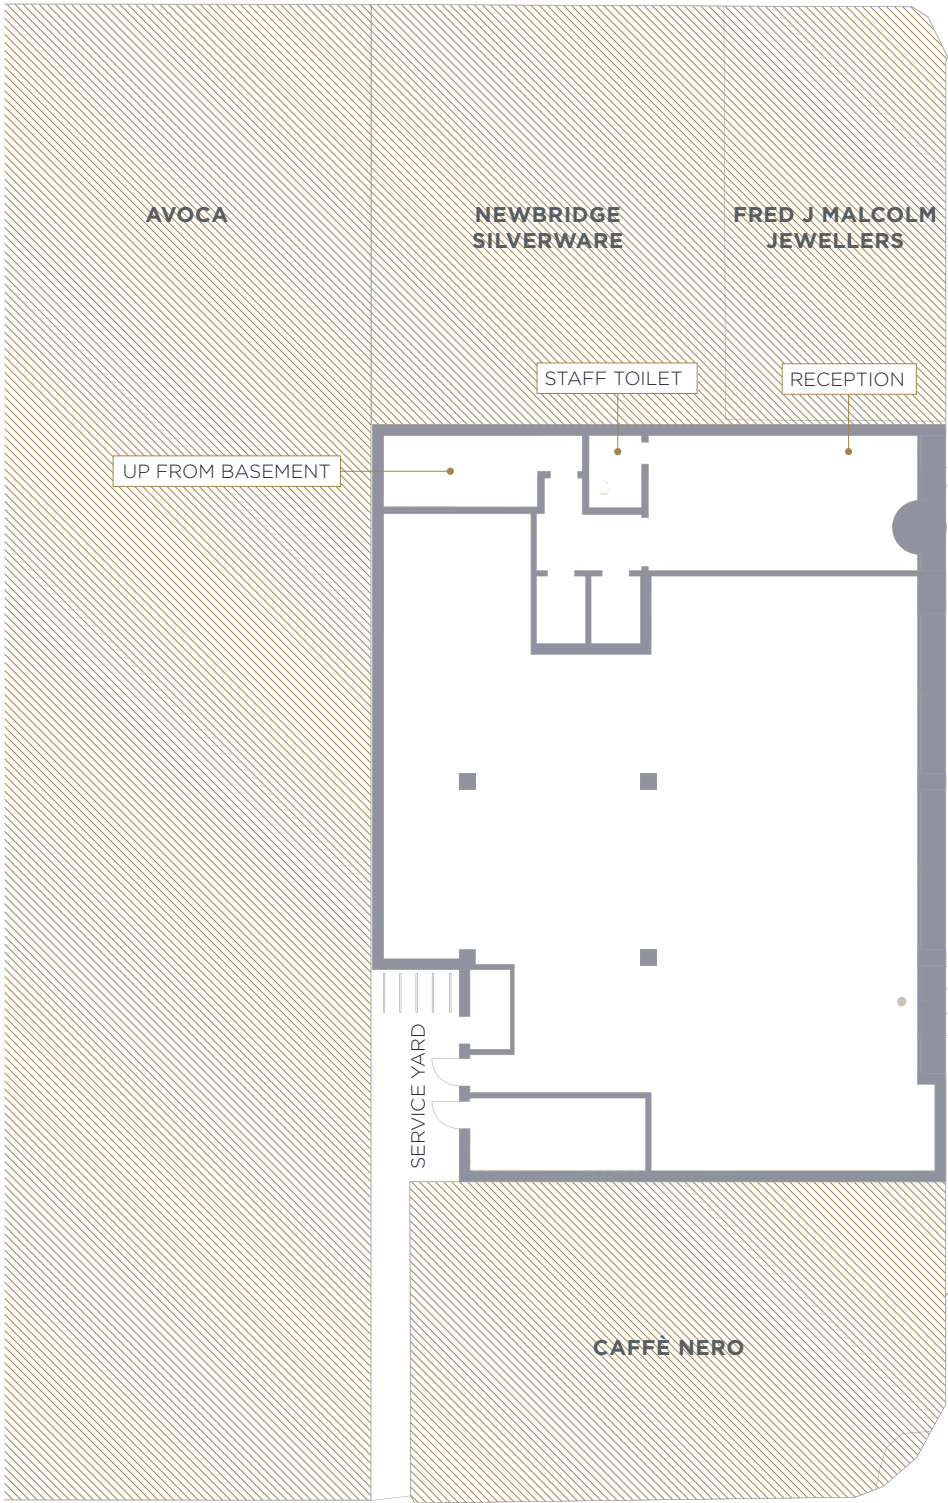 AVOCA
NEWBRIDGE
SILVERWARE
FRED J MALCOLM
JEWELLERS
STAFF TOILET
RECEPTION
UP FROM BASEMENT
SERVICE YARD
CAFFÈ NERO